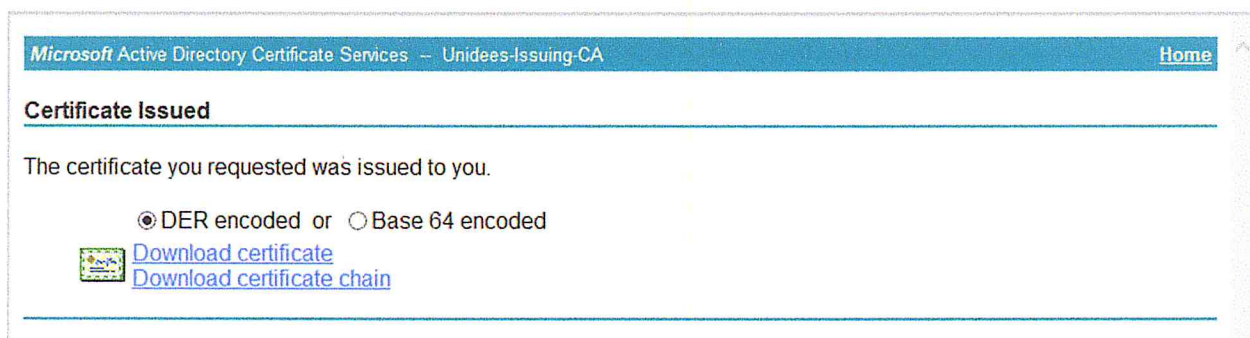 Microsoft Active Directory Certificate Services -- Unidees-Issuing-CA Home
Certificate Issued
The certificate you requested was issued to you.
DER encoded or Base 64 encoded
Download certificate
Download certificate chain